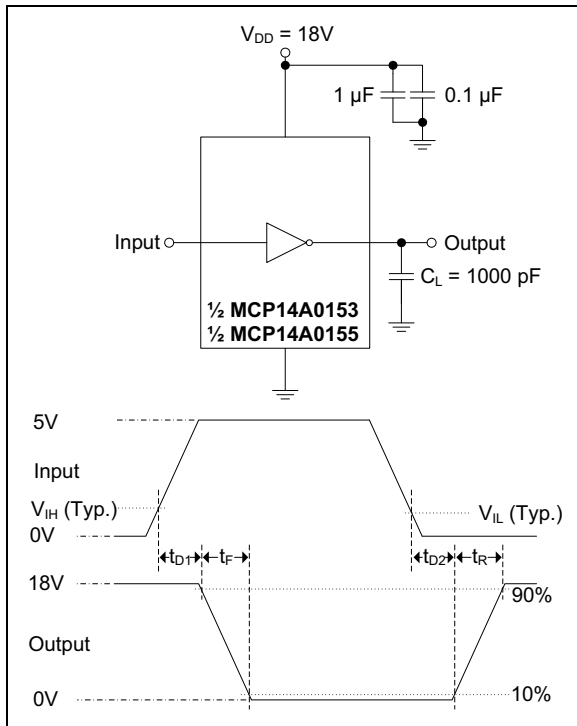 V_DD = 18V
1 µF 0.1 µF
Input Output
C_L = 1000 pF
½ MCP14A0153
½ MCP14A0155
5V
Input
V_IH (Typ.) V_IL (Typ.)
0V
t_D1 t_F t_D2 t_R
18V 90%
Output
0V 10%